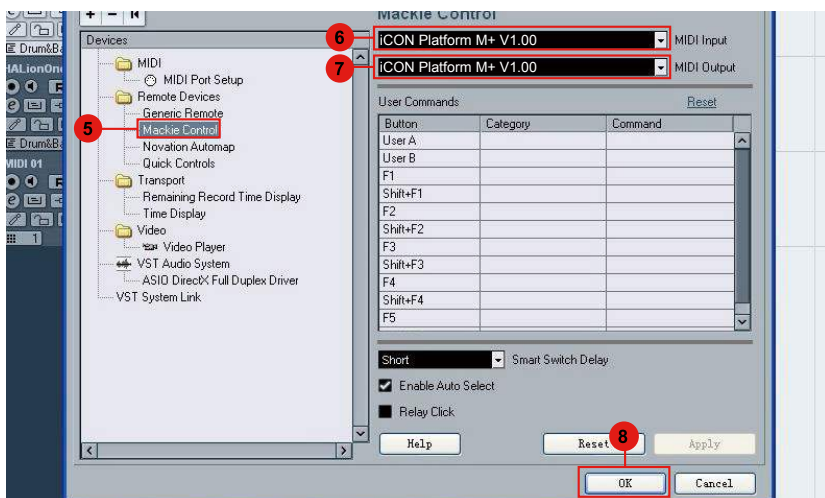 + - Mackie Control
Devices
6 iCON Platform M+ V1.00 MIDI Input
7 iCON Platform M+ V1.00 MIDI Output
MIDI
MIDI Port Setup
Remote Devices
Generic Remote
5 Mackie Control
Novation Automap
Quick Controls
Transport
Remaining Record Time Display
Time Display
Video
Video Player
VST Audio System
ASIO DirectX Full Duplex Driver
VST System Link
User Commands Reset
Button Category Command
User A
User B
F1
Shift+F1
F2
Shift+F2
F3
Shift+F3
F4
Shift+F4
F5
Short Smart Switch Delay
Enable Auto Select
Relay Click
Help Reset 8 Apply
OK Cancel
E Drum&Ba
HALionOne
E Drum&Ba
MIDI 01
1